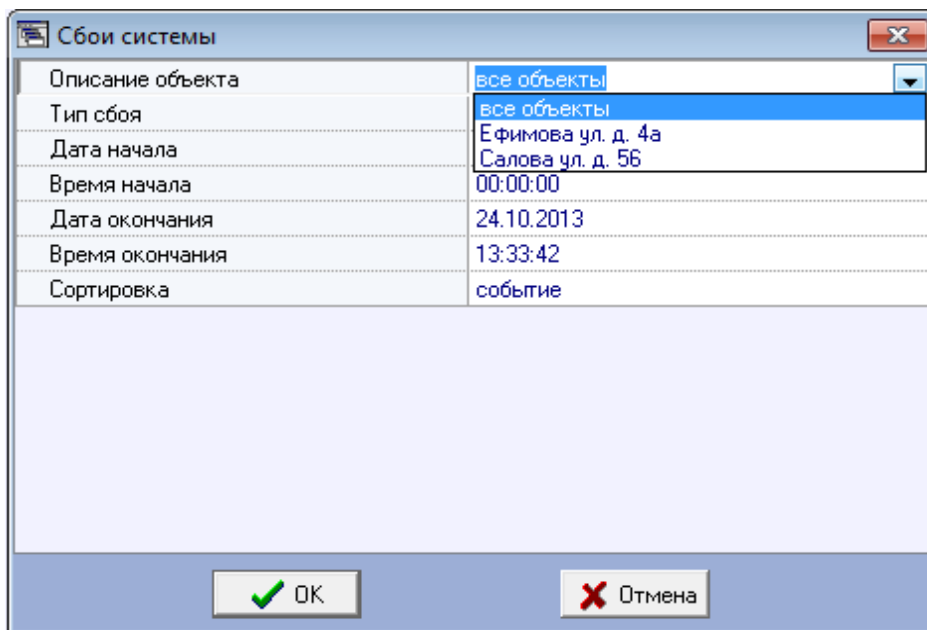 Сбои системы
Описание объекта все объекты
Тип сбоя все объекты
Ефимова ул. д. 4а
Дата начала Салова ул. д. 56
Время начала 00:00:00
Дата окончания 24.10.2013
Время окончания 13:33:42
Сортировка событие
OK Отмена